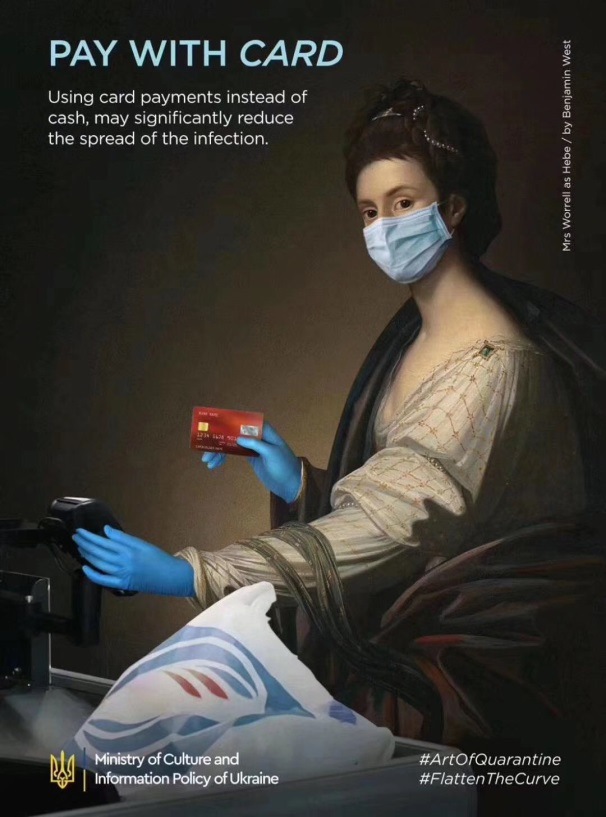 PAY WITH CARD
Using card payments instead of
cash, may significantly reduce
the spread of the infection.
Mrs Worrell as Hebe / by Benjamin West
Ministry of Culture and
Information Policy of Ukraine
#ArtOfQuarantine
#FlattenTheCurve